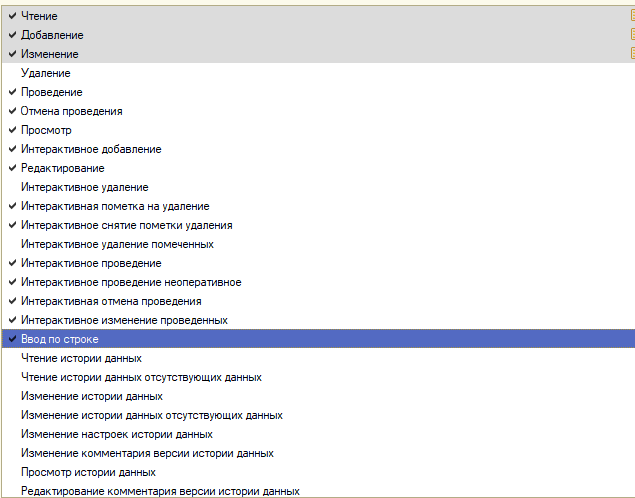 Чтение
Добавление
Изменение
Удаление
Проведение
Отмена проведения
Просмотр
Интерактивное добавление
Редактирование
Интерактивное удаление
Интерактивная пометка на удаление
Интерактивное снятие пометки удаления
Интерактивное удаление помеченных
Интерактивное проведение
Интерактивное проведение неоперативное
Интерактивная отмена проведения
Интерактивное изменение проведенных
Ввод по строке
Чтение истории данных
Чтение истории данных отсутствующих данных
Изменение истории данных
Изменение истории данных отсутствующих данных
Изменение настроек истории данных
Изменение комментария версии истории данных
Просмотр истории данных
Редактирование комментария версии истории данных